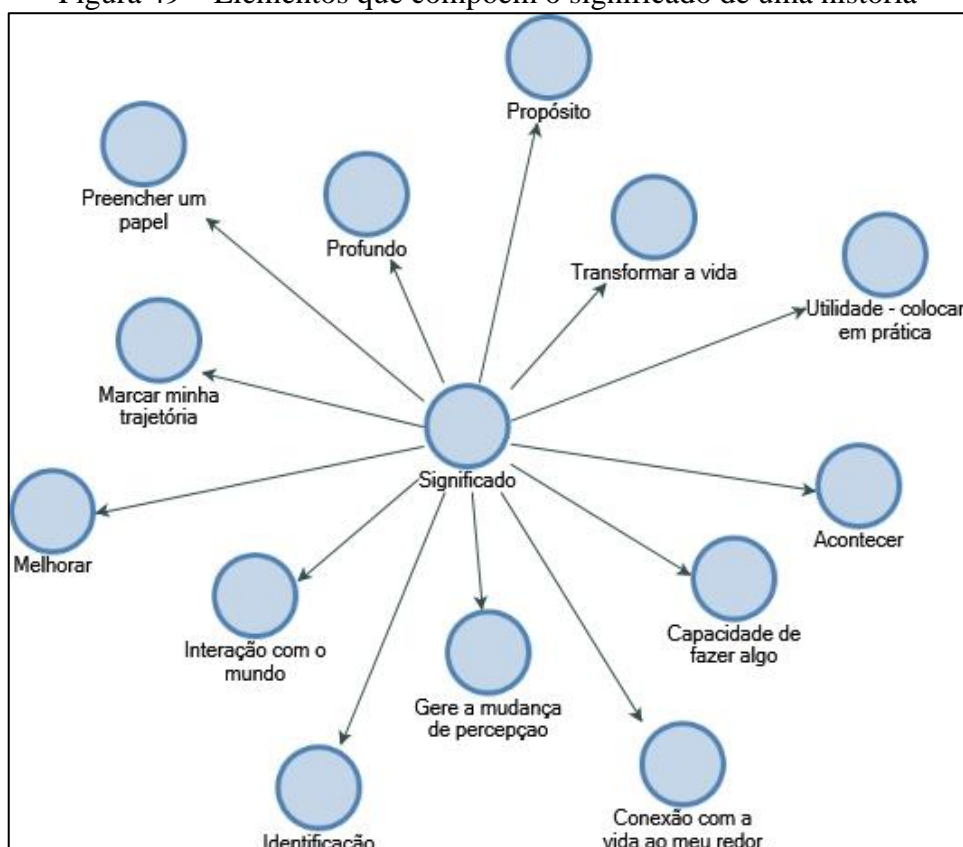 Figura 49 – Elementos que compõem o significado de uma história
Propósito
Preencher um
papel
Profundo
Transformar a vida
Utilidade - colocar
em prática
Marcar minha
trajetória
Significado
Melhorar
Acontecer
Interação com o
mundo
Capacidade de
fazer algo
Gere a mudança
de percepçao
Identificação
Conexão com a
vida ao meu redor